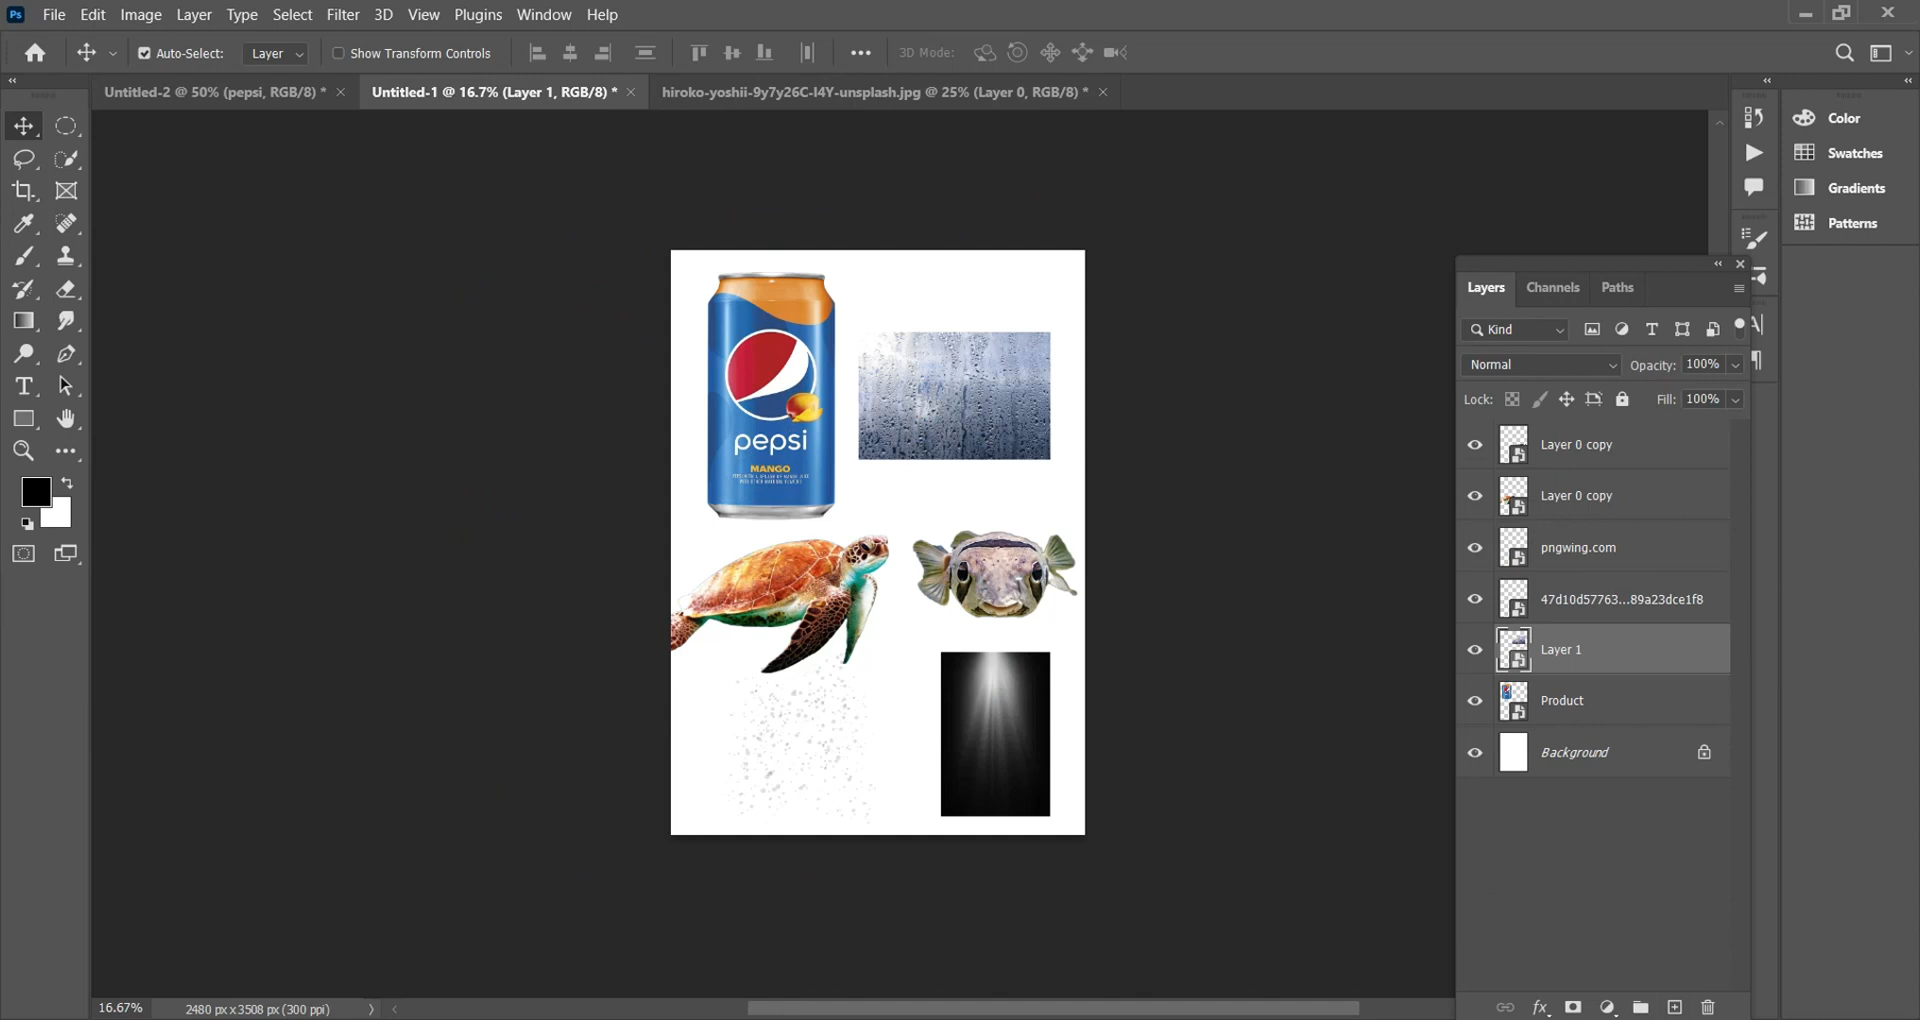 Ps File Edit Image Layer Type Select Filter 3D View Plugins Window Help
Auto-Select: Layer Show Transform Controls 3D Mode:
Untitled-2 @ 50% (pepsi, RGB/8) * Untitled-1 @ 16.7% (Layer 1, RGB/8) * hiroko-yoshii-9y7y26C-I4Y-unsplash.jpg @ 25% (Layer 0, RGB/8) *
Color
Swatches
Gradients
Patterns
Layers Channels Paths
Kind
Normal Opacity: 100%
Lock: Fill: 100%
Layer 0 copy
Layer 0 copy
pngwing.com
47d10d57763...89a23dce1f8
Layer 1
Product
Background
pepsi
MANGO
16.67% 2480 px x 3508 px (300 ppi)